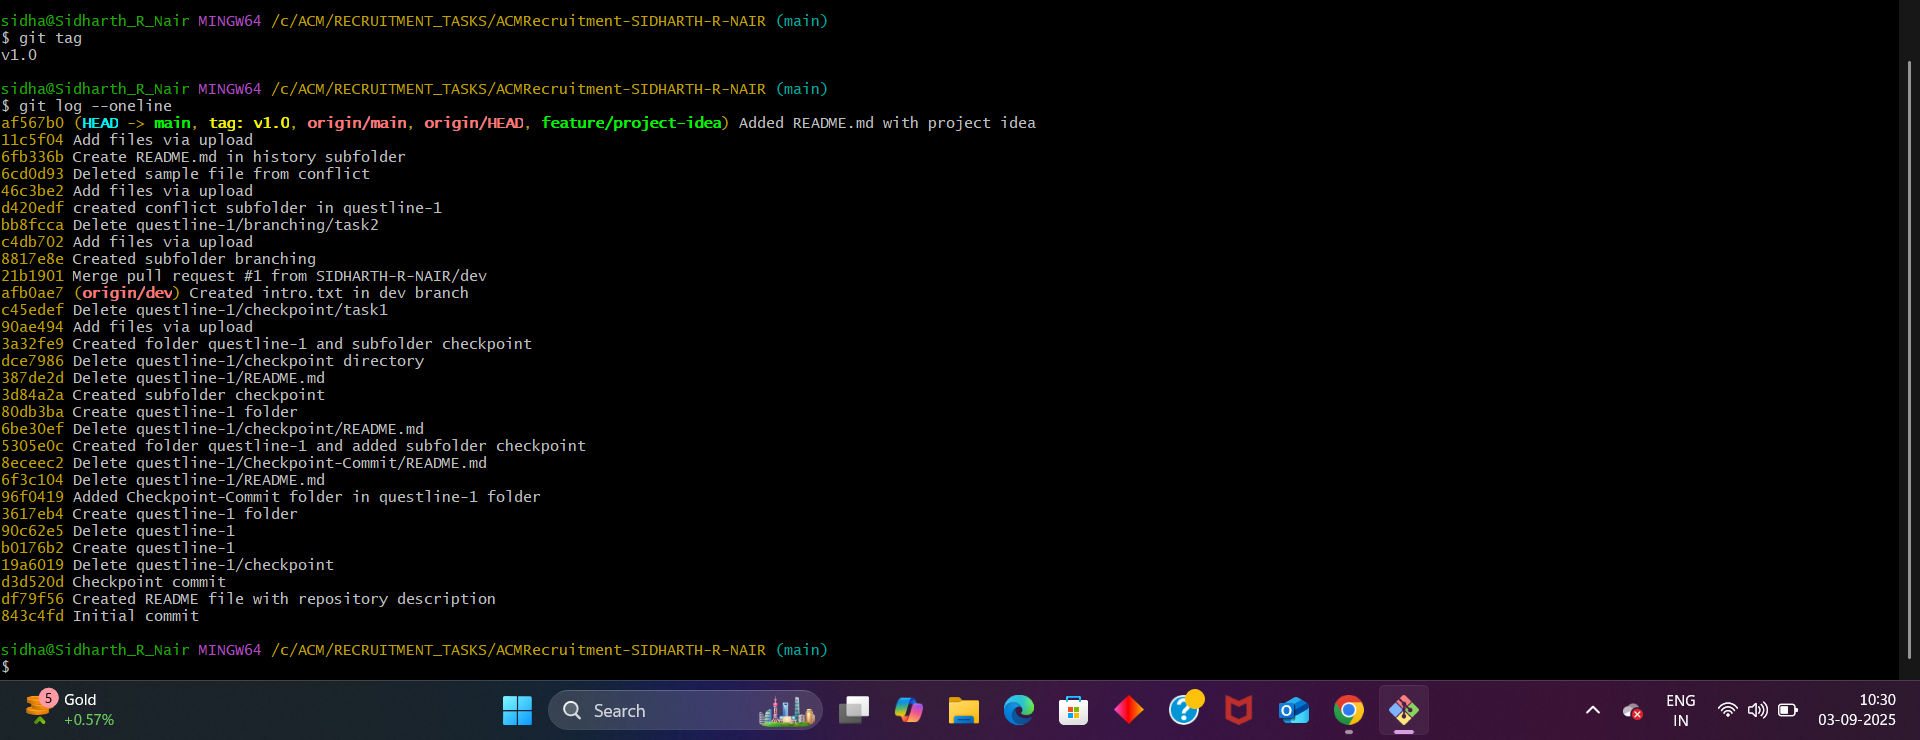 sidha@Sidharth_R_Nair MINGW64 /c/ACM/RECRUITMENT_TASKS/ACMRecruitment-SIDHARTH-R-NAIR (main)
$ git tag
v1.0
sidha@Sidharth_R_Nair MINGW64 /c/ACM/RECRUITMENT_TASKS/ACMRecruitment-SIDHARTH-R-NAIR (main)
$ git log --oneline
af567b0 (HEAD -> main, tag: v1.0, origin/main, origin/HEAD, feature/project-idea) Added README.md with project idea
11c5f04 Add files via upload
6fb336b Create README.md in history subfolder
6cd0d93 Deleted sample file from conflict
46c3be2 Add files via upload
d420edf created conflict subfolder in questline-1
bb8fcca Delete questline-1/branching/task2
c4db702 Add files via upload
8817e8e Created subfolder branching
21b1901 Merge pull request #1 from SIDHARTH-R-NAIR/dev
afb0ae7 (origin/dev) Created intro.txt in dev branch
c45edef Delete questline-1/checkpoint/task1
90ae494 Add files via upload
3a32fe9 Created folder questline-1 and subfolder checkpoint
dce7986 Delete questline-1/checkpoint directory
387de2d Delete questline-1/README.md
3d84a2a Created subfolder checkpoint
80db3ba Create questline-1 folder
6be30ef Delete questline-1/checkpoint/README.md
5305e0c Created folder questline-1 and added subfolder checkpoint
8eceec2 Delete questline-1/Checkpoint-Commit/README.md
6f3c104 Delete questline-1/README.md
96f0419 Added Checkpoint-Commit folder in questline-1 folder
3617eb4 Create questline-1 folder
90c62e5 Delete questline-1
b0176b2 Create questline-1
19a6019 Delete questline-1/checkpoint
d3d520d Checkpoint commit
df79f56 Created README file with repository description
843c4fd Initial commit
sidha@Sidharth_R_Nair MINGW64 /c/ACM/RECRUITMENT_TASKS/ACMRecruitment-SIDHARTH-R-NAIR (main)
$
5
Gold
+0.57%
Search
ENG
IN
10:30
03-09-2025